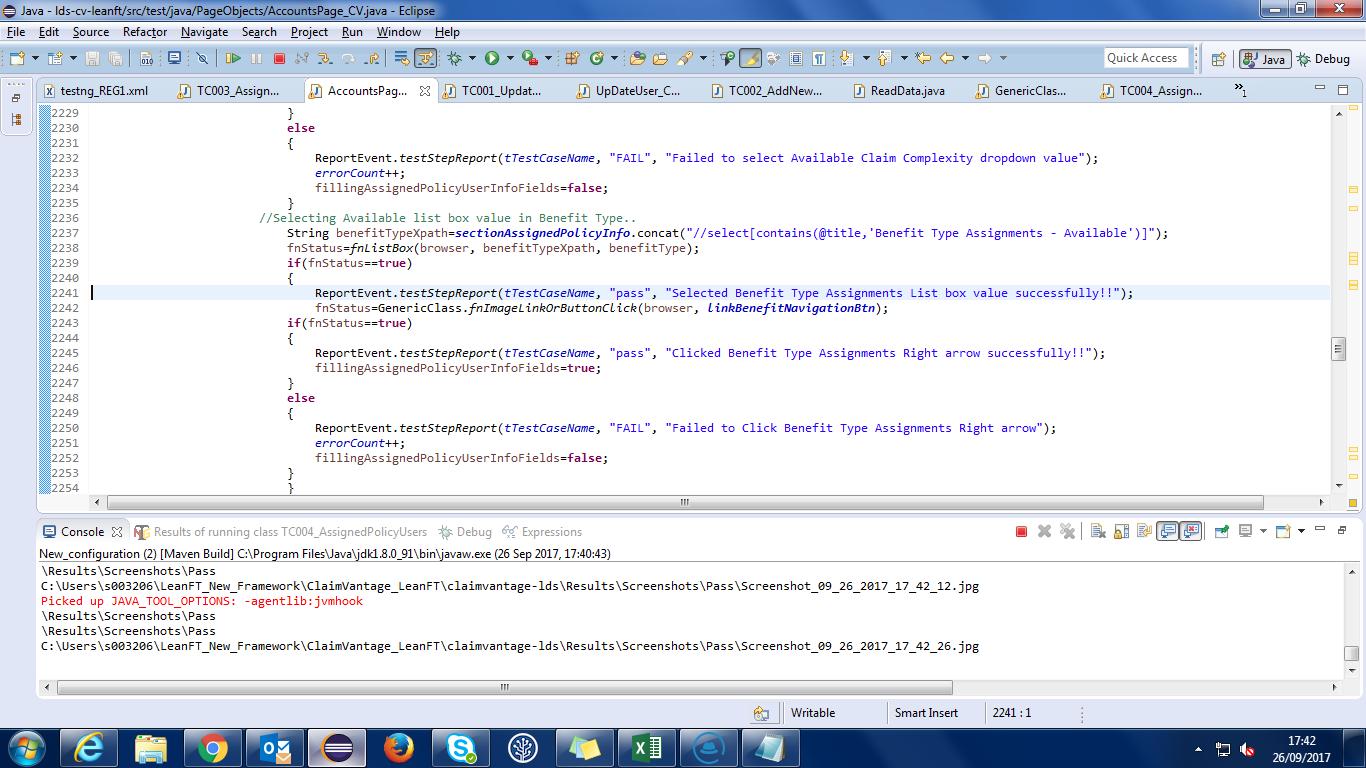 Java - lds-cv-leanft/src/test/java/PageObjects/AccountsPage_CV.java - Eclipse
File Edit Source Refactor Navigate Search Project Run Window Help
Quick Access Java Debug
testng_REG1.xml TC003_Assign... AccountsPag... TC001_Updat... UpDateUser_C... TC002_AddNew... ReadData.java GenericClas... TC004_Assign... »1
2229 }
2230 else
2231 {
2232 ReportEvent.testStepReport(tTestCaseName, "FAIL", "Failed to select Available Claim Complexity dropdown value");
2233 errorCount++;
2234 fillingAssignedPolicyUserInfoFields=false;
2235 }
2236 //Selecting Available list box value in Benefit Type..
2237 String benefitTypeXpath=sectionAssignedPolicyInfo.concat("//select[contains(@title,'Benefit Type Assignments - Available')]");
2238 fnStatus=fnListBox(browser, benefitTypeXpath, benefitType);
2239 if(fnStatus==true)
2240 {
2241 ReportEvent.testStepReport(tTestCaseName, "pass", "Selected Benefit Type Assignments List box value successfully!!");
2242 fnStatus=GenericClass.fnImageLinkOrButtonClick(browser, linkBenefitNavigationBtn);
2243 if(fnStatus==true)
2244 {
2245 ReportEvent.testStepReport(tTestCaseName, "pass", "Clicked Benefit Type Assignments Right arrow successfully!!");
2246 fillingAssignedPolicyUserInfoFields=true;
2247 }
2248 else
2249 {
2250 ReportEvent.testStepReport(tTestCaseName, "FAIL", "Failed to Click Benefit Type Assignments Right arrow");
2251 errorCount++;
2252 fillingAssignedPolicyUserInfoFields=false;
2253 }
2254 }
Console Results of running class TC004_AssignedPolicyUsers Debug Expressions
New_configuration (2) [Maven Build] C:\Program Files\Java\jdk1.8.0_91\bin\javaw.exe (26 Sep 2017, 17:40:43)
\Results\Screenshots\Pass
C:\Users\s003206\LeanFT_New_Framework\ClaimVantage_LeanFT\claimvantage-lds\Results\Screenshots\Pass\Screenshot_09_26_2017_17_42_12.jpg
Picked up JAVA_TOOL_OPTIONS: -agentlib:jvmhook
\Results\Screenshots\Pass
\Results\Screenshots\Pass
C:\Users\s003206\LeanFT_New_Framework\ClaimVantage_LeanFT\claimvantage-lds\Results\Screenshots\Pass\Screenshot_09_26_2017_17_42_26.jpg
Writable Smart Insert 2241 : 1
17:42
26/09/2017